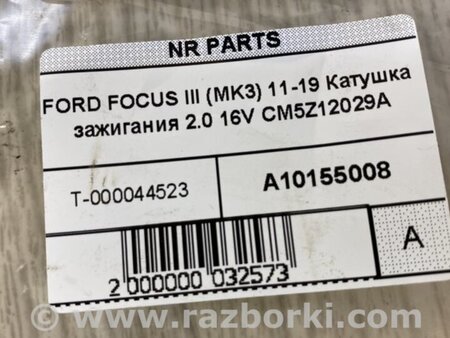 NR PARTS
FORD FOCUS III (MK3) 11-19 Катушка
зажигания 2.0 16V CM5Z12029A
T-000044523
A10155008
A
2 000000 032573
www.razborki.com